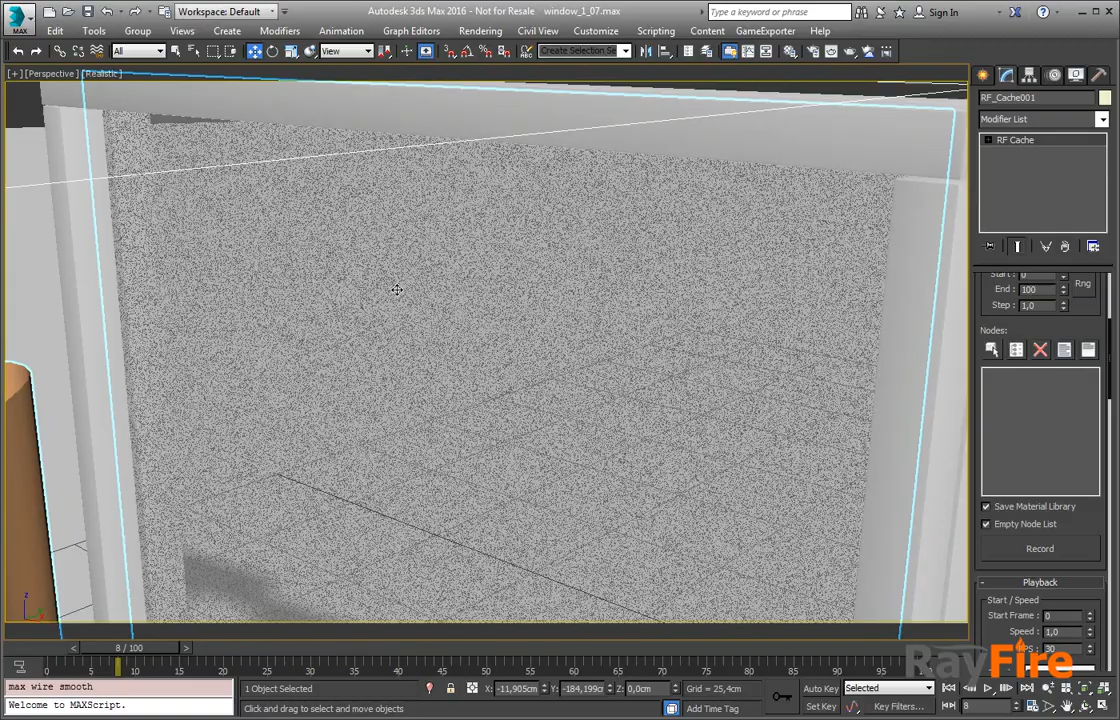 MAX
Workspace: Default
Autodesk 3ds Max 2016 - Not for Resale    window_1_07.max
Type a keyword or phrase
Sign In
Edit Tools Group Views Create Modifiers Animation Graph Editors Rendering Civil View Customize Scripting Content GameExporter Help
All
View
Create Selection Se
[+] [Perspective] [Realistic]
RF_Cache001
Modifier List
RF Cache
Start: 0
End: 100
Rng
Step: 1,0
Nodes:
Save Material Library
Empty Node List
Record
Playback
Start / Speed
Start Frame: 0
Speed: 1,0
30
z
8 / 100
0 5 10 15 20 25 30 35 40 45 50 55 60 65 70 75 80 85 90 95
RayFire
max wire smooth
1 Object Selected
X: -11,905cm
Y: -184,199c
Z: 0,0cm
Grid = 25,4cm
Auto Key
Selected
Welcome to MAXScript.
Click and drag to select and move objects
Add Time Tag
Set Key
Key Filters...
8